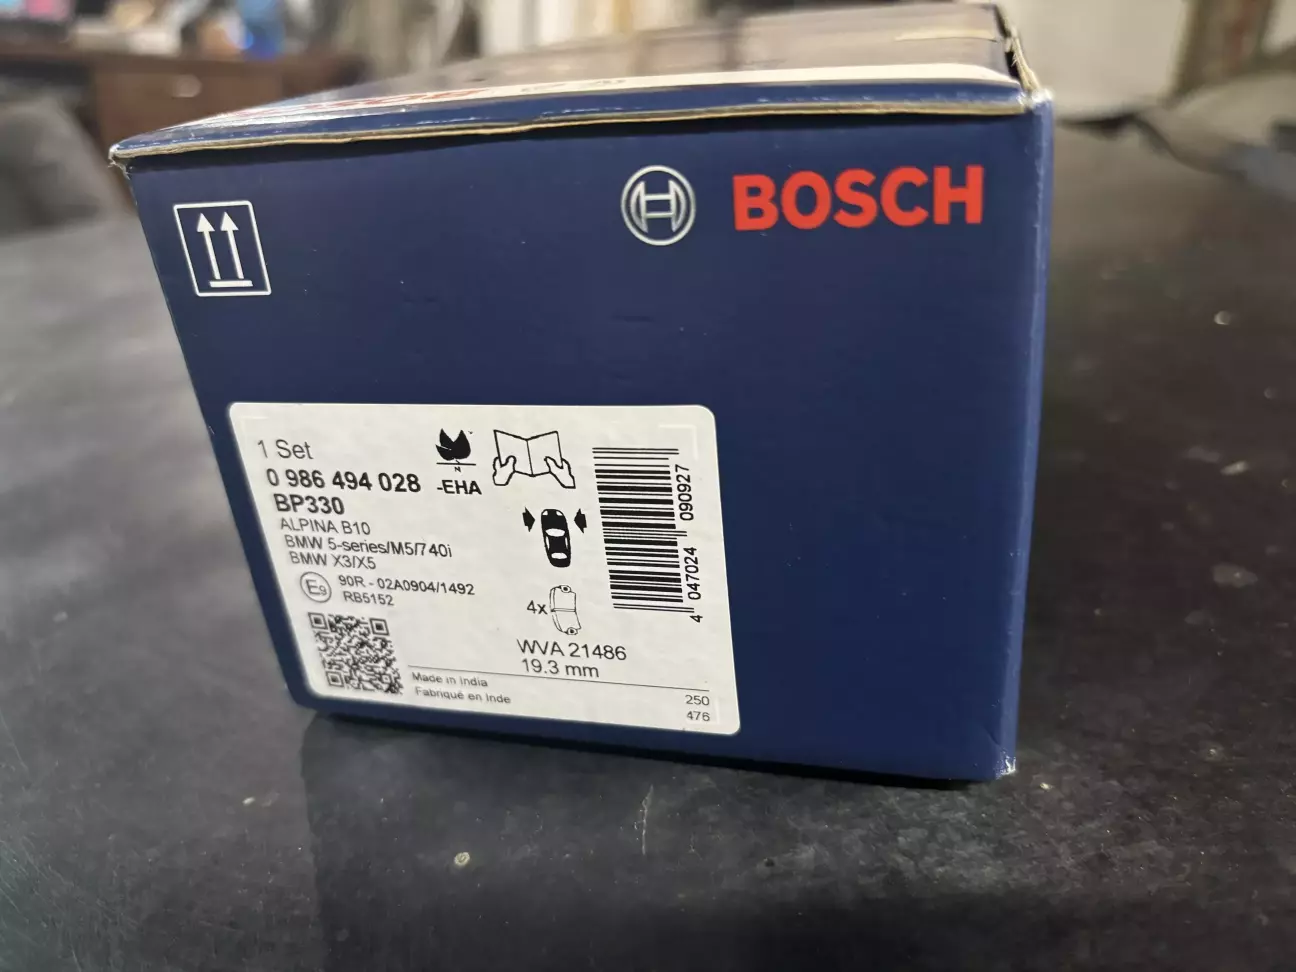 BOSCH
1 Set
0 986 494 028 -EHA
BP330
ALPINA B10
BMW 5-series/M5/740i
BMW X3/X5
E9
90R - 02A0904/1492
RB5152
4x
WVA 21486
19.3 mm
Made in India
Fabriqué en Inde
250
476
4 047024 090927
N